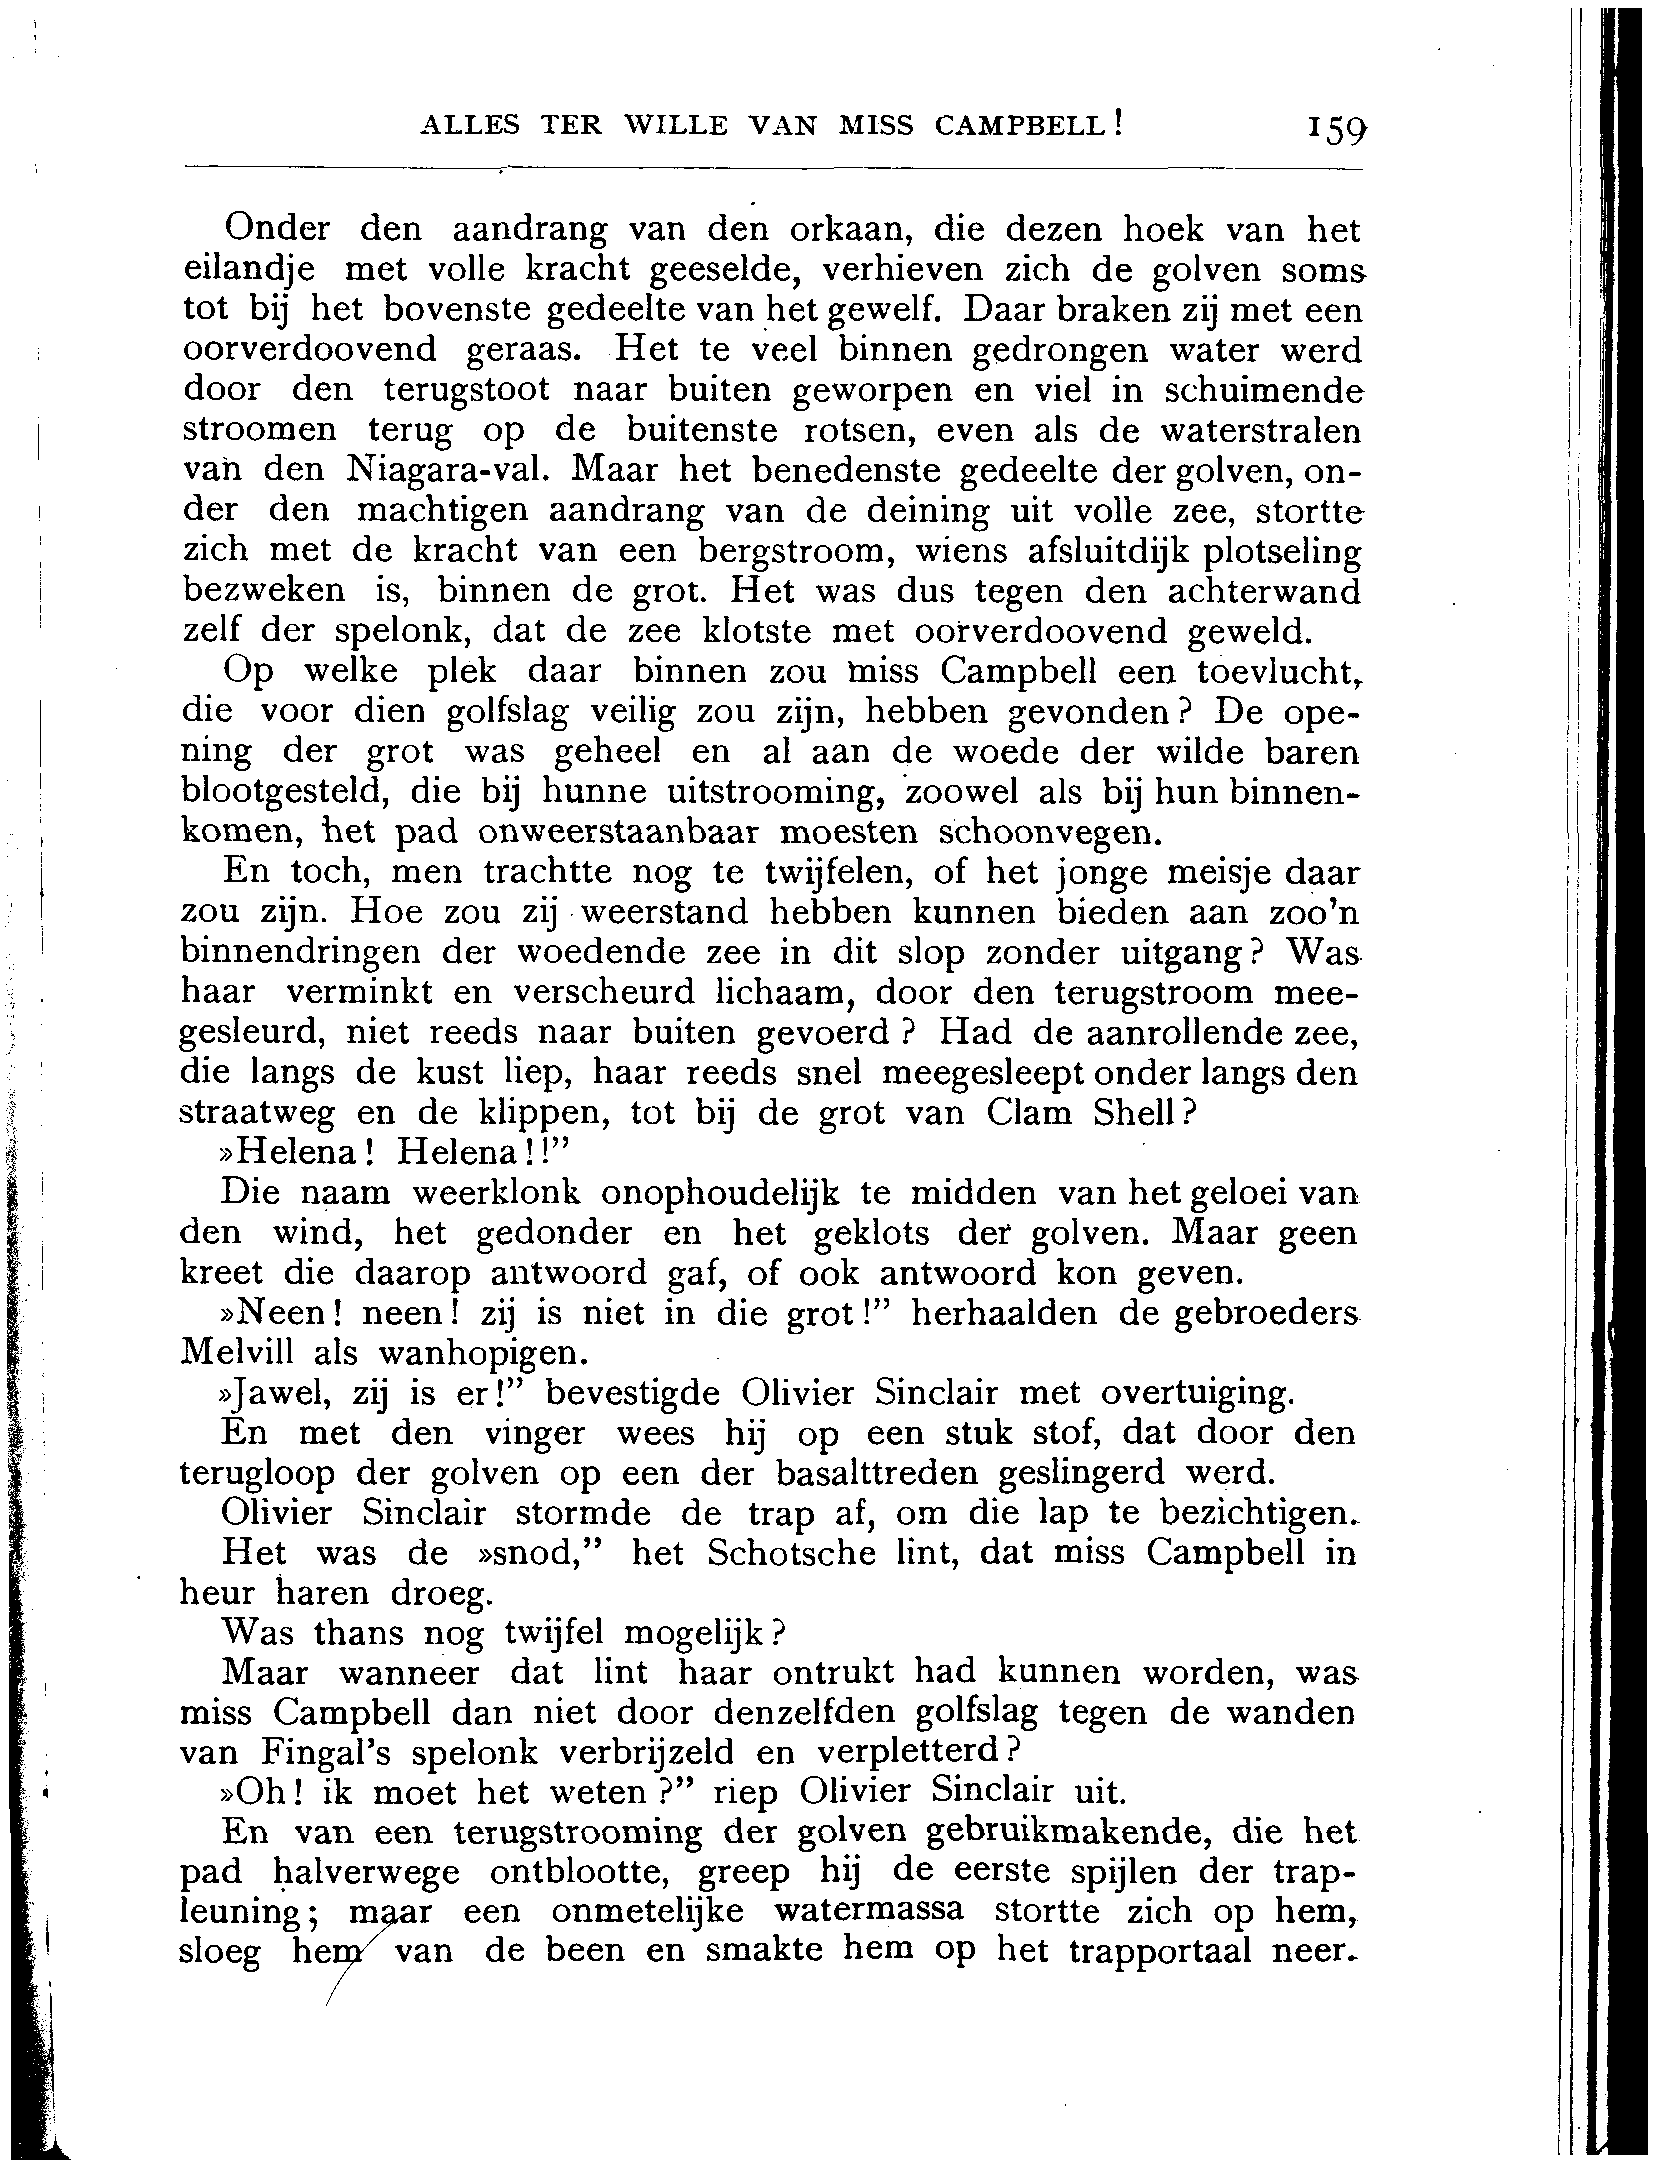 ALLES TER WILLE VAN MISS CAMPBELL! 159
Onder den aandrang van den orkaan, die dezen hoek van het
eilandje met volle kracht geeselde, verhieven zich de golven soms
tot bij het bovenste gedeelte van het gewelf. Daar braken zij met een
oorverdoovend geraas. Het te veel binnen gedrongen water werd
door den terugstoot naar buiten geworpen en viel in schuimende
stroomen terug op de buitenste rotsen, even als de waterstralen
van den Niagara-val. Maar het benedenste gedeelte der golven, on-
der den machtigen aandrang van de deining uit volle zee, stortte
zich met de kracht van een bergstroom, wiens afsluitdijk plotseling
bezweken is, binnen de grot. Het was dus tegen den achterwand
zelf der spelonk, dat de zee klotste met oorverdoovend geweld.
Op welke plek daar binnen zou miss Campbell een toevlucht,
die voor dien golfslag veilig zou zijn, hebben gevonden? De ope-
ning der grot was geheel en al aan de woede der wilde baren
blootgesteld, die bij hunne uitstrooming, zoowel als bij hun binnen-
komen, het pad onweerstaanbaar moesten schoonvegen.
En toch, men trachtte nog te twijfelen, of het jonge meisje daar
zou zijn. Hoe zou zij weerstand hebben kunnen bieden aan zoo'n
binnendringen der woedende zee in dit slop zonder uitgang? Was
haar verminkt en verscheurd lichaam, door den terugstroom mee-
gesleurd, niet reeds naar buiten gevoerd? Had de aanrollende zee,
die langs de kust liep, haar reeds snel meegesleept onder langs den
straatweg en de klippen, tot bij de grot van Clam Shell?
»Helena! Helena!!”
Die naam weerklonk onophoudelijk te midden van het geloei van
den wind, het gedonder en het geklots der golven. Maar geen
kreet die daarop antwoord gaf, of ook antwoord kon geven.
»Neen! neen! zij is niet in die grot!” herhaalden de gebroeders
Melvill als wanhopigen.
»Jawel, zij is er!” bevestigde Olivier Sinclair met overtuiging.
En met den vinger wees hij op een stuk stof, dat door den
terugloop der golven op een der basalttreden geslingerd werd.
Olivier Sinclair stormde de trap af, om die lap te bezichtigen.
Het was de »snod,” het Schotsche lint, dat miss Campbell in
heur haren droeg.
Was thans nog twijfel mogelijk?
Maar wanneer dat lint haar ontrukt had kunnen worden, was
miss Campbell dan niet door denzelfden golfslag tegen de wanden
van Fingal's spelonk verbrijzeld en verpletterd?
»Oh! ik moet het weten?” riep Olivier Sinclair uit.
En van een terugstrooming der golven gebruikmakende, die het
pad halverwege ontblootte, greep hij de eerste spijlen der trap-
leuning; maar een onmetelijke watermassa stortte zich op hem,
sloeg hem van de been en smakte hem op het trapportaal neer.